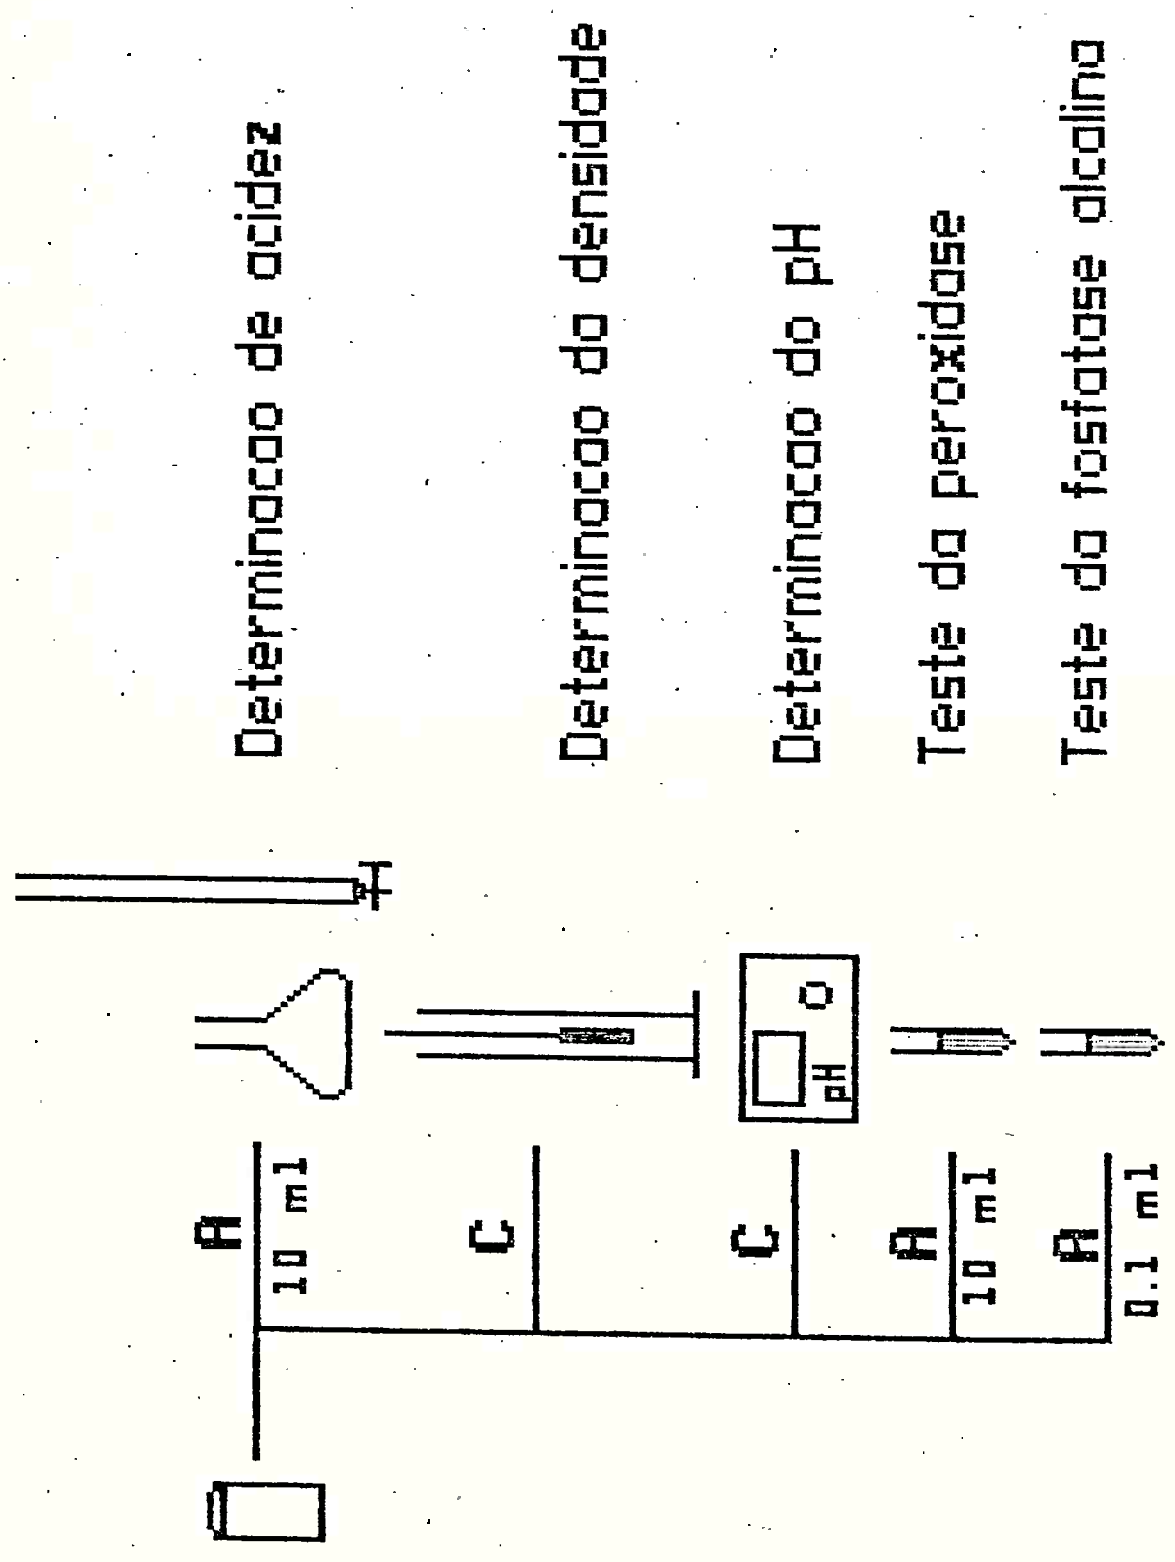 A
10 ml
Determinacao de acidez
C
Determinacao da densidade
C
pH
Determinacao do pH
A
10 ml
Teste da peroxidase
A
0.1 ml
Teste da fosfatase alcalina